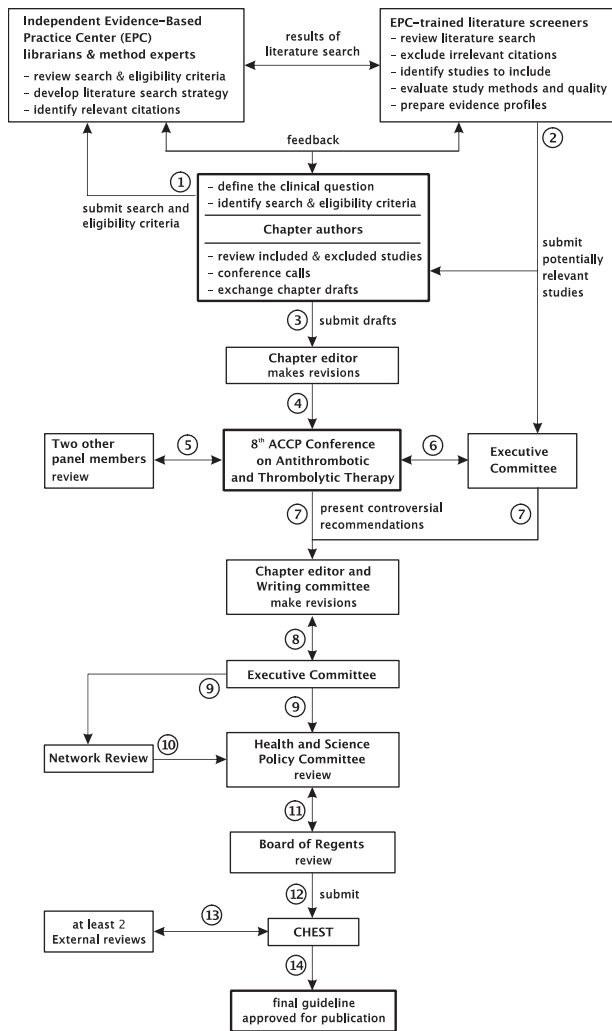 Independent Evidence-Based
Practice Center (EPC)
librarians & method experts
- review search & eligibility criteria
- develop literature search strategy
- identify relevant citations
results of
literature search
EPC-trained literature screeners
- review literature search
- exclude irrelevant citations
- identify studies to include
- evaluate study methods and quality
- prepare evidence profiles
feedback
1
submit search and
eligibility criteria
2
submit
potentially
relevant
studies
- define the clinical question
- identify search & eligibility criteria
Chapter authors
- review included & excluded studies
- conference calls
- exchange chapter drafts
3 submit drafts
Chapter editor
makes revisions
4
Two other
panel members
review
5
8th ACCP Conference
on Antithrombotic
and Thrombolytic Therapy
6
Executive
Committee
7 present controversial
recommendations
7
Chapter editor and
Writing committee
make revisions
8
Executive Committee
9
9
Network Review
10
Health and Science
Policy Committee
review
11
Board of Regents
review
12 submit
at least 2
External reviews
13
CHEST
14
final guideline
approved for publication